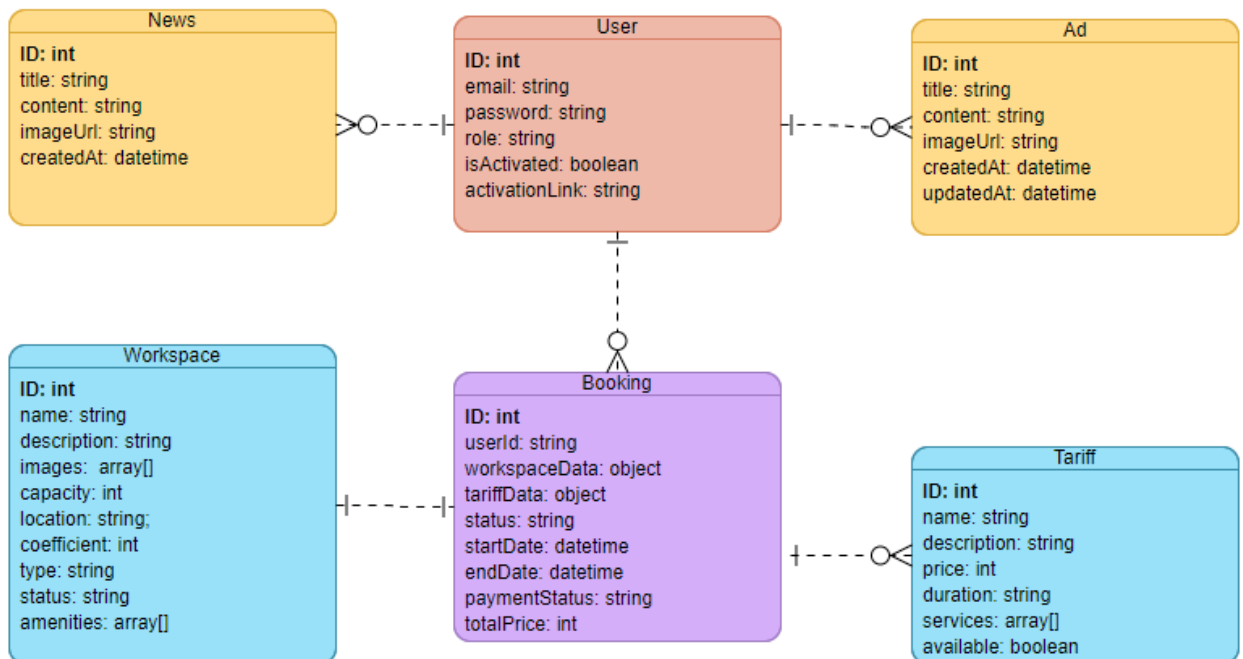 News
ID: int
title: string
content: string
imageUrl: string
createdAt: datetime
User
ID: int
email: string
password: string
role: string
isActivated: boolean
activationLink: string
Ad
ID: int
title: string
content: string
imageUrl: string
createdAt: datetime
updatedAt: datetime
Workspace
ID: int
name: string
description: string
images: array[]
capacity: int
location: string;
coefficient: int
type: string
status: string
amenities: array[]
Booking
ID: int
userId: string
workspaceData: object
tariffData: object
status: string
startDate: datetime
endDate: datetime
paymentStatus: string
totalPrice: int
Tariff
ID: int
name: string
description: string
price: int
duration: string
services: array[]
available: boolean